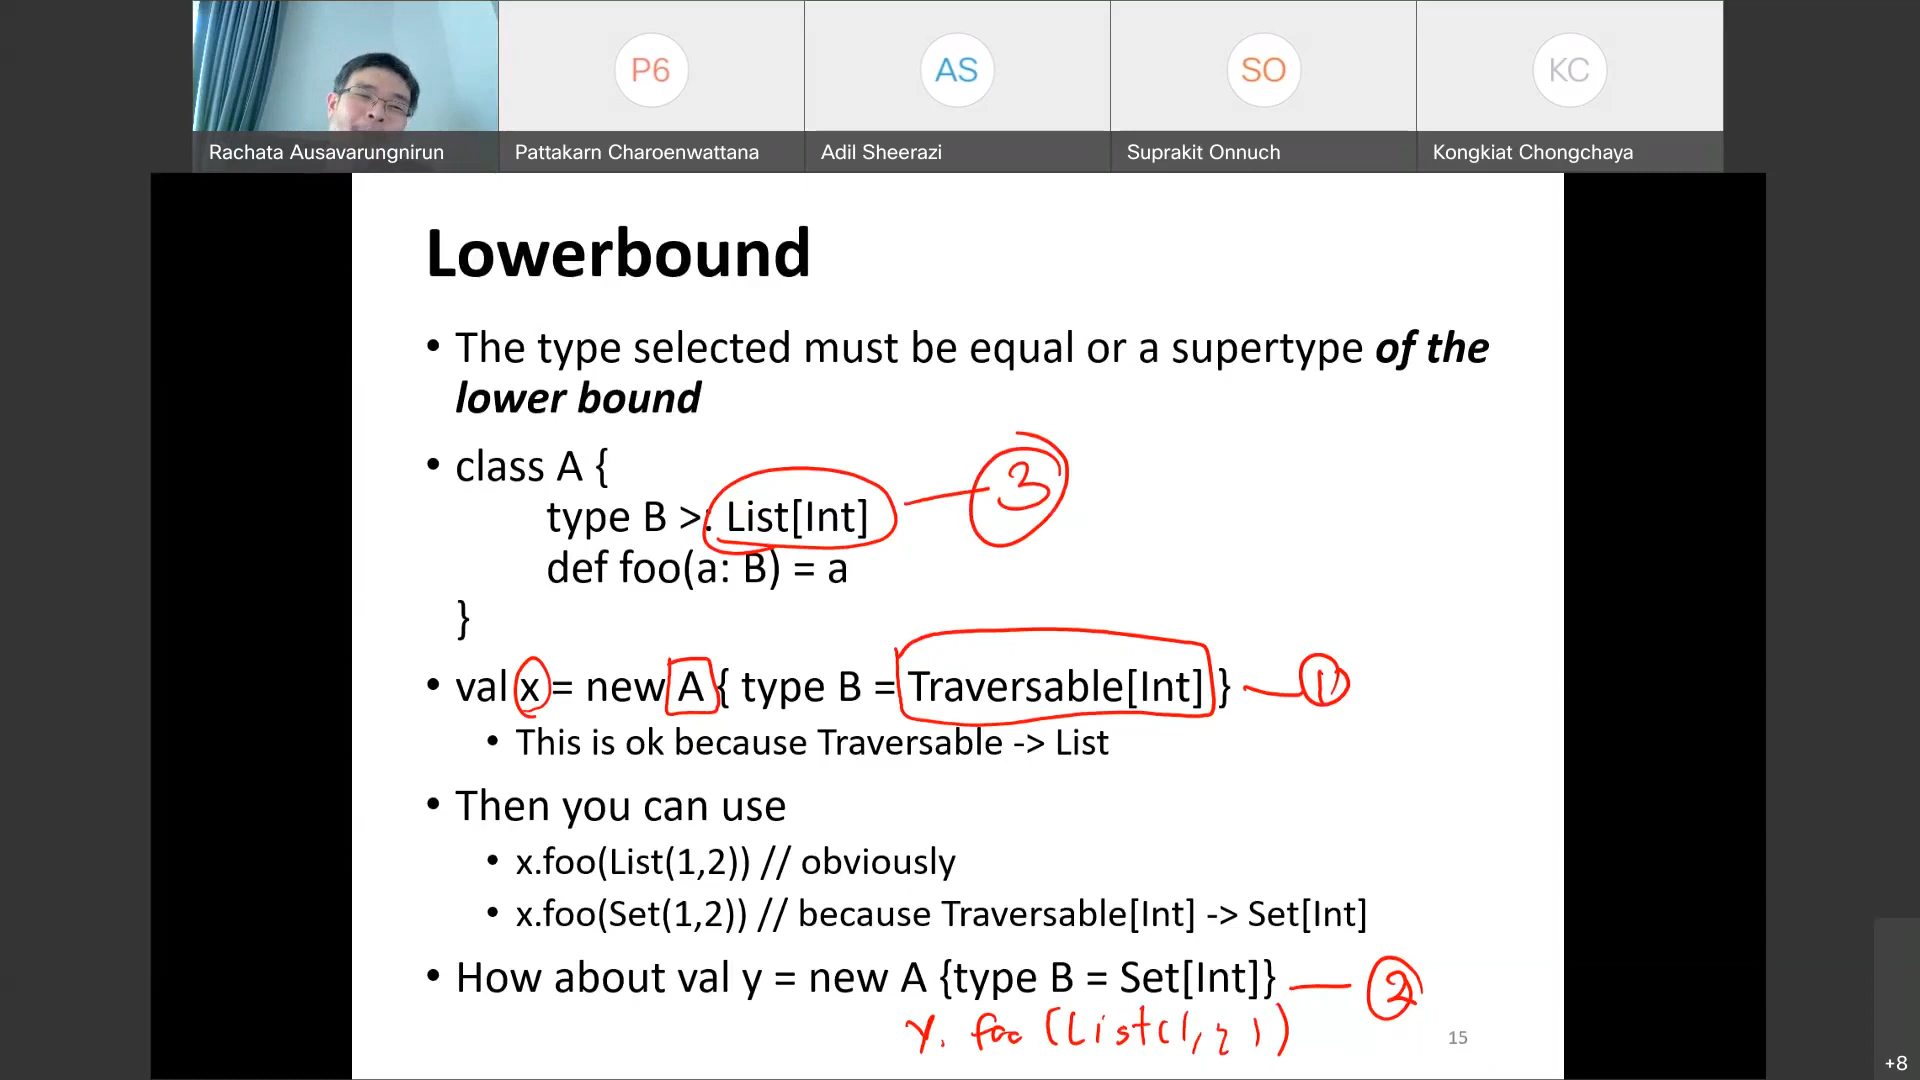 P6
AS
SO
KC
Rachata Ausavarungnirun
Pattakarn Charoenwattana
Adil Sheerazi
Suprakit Onnuch
Kongkiat Chongchaya
Lowerbound
• The type selected must be equal or a supertype of the
lower bound
• class A {
type B >: List[Int]
3
def foo(a: B) = a
}
• val x = new A { type B = Traversable[Int] }
1
• This is ok because Traversable -> List
• Then you can use
• x.foo(List(1,2)) // obviously
• x.foo(Set(1,2)) // because Traversable[Int] -> Set[Int]
• How about val y = new A {type B = Set[Int]}
2
y. foo (List(1,2))
15
+8